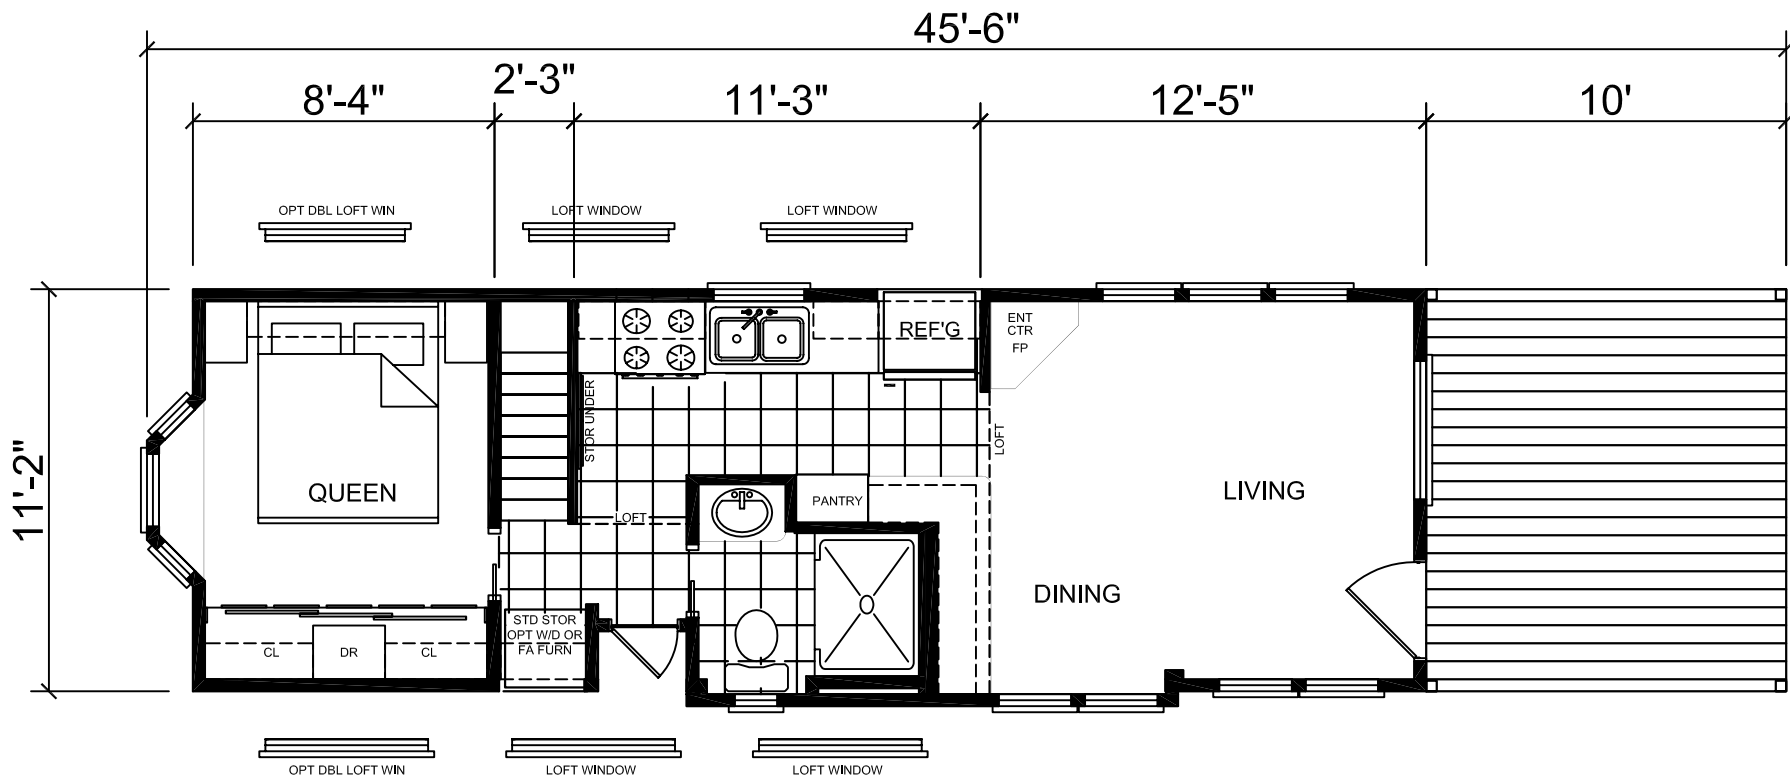 45'-6"
8'-4"
2'-3"
11'-3"
12'-5"
10'
OPT DBL LOFT WIN
LOFT WINDOW
LOFT WINDOW
11'-2"
QUEEN
STOR UNDER
REF'G
ENT
CTR
FP
LOFT
LOFT
PANTRY
LIVING
DINING
CL
DR
CL
STD STOR
OPT W/D OR
FA FURN
OPT DBL LOFT WIN
LOFT WINDOW
LOFT WINDOW